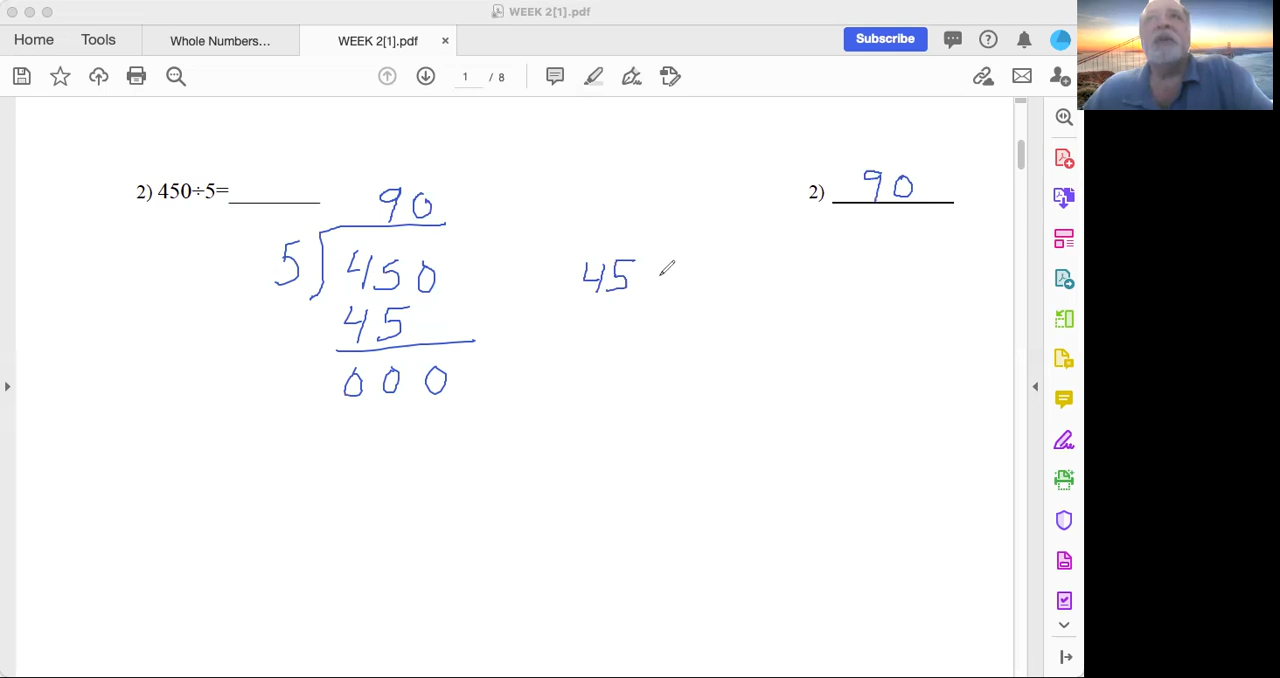 WEEK 2[1].pdf
Home Tools Whole Numbers... WEEK 2[1].pdf × Subscribe
1 / 8
2) 450÷5=________ 2) 90
90
5 450 45
45
000